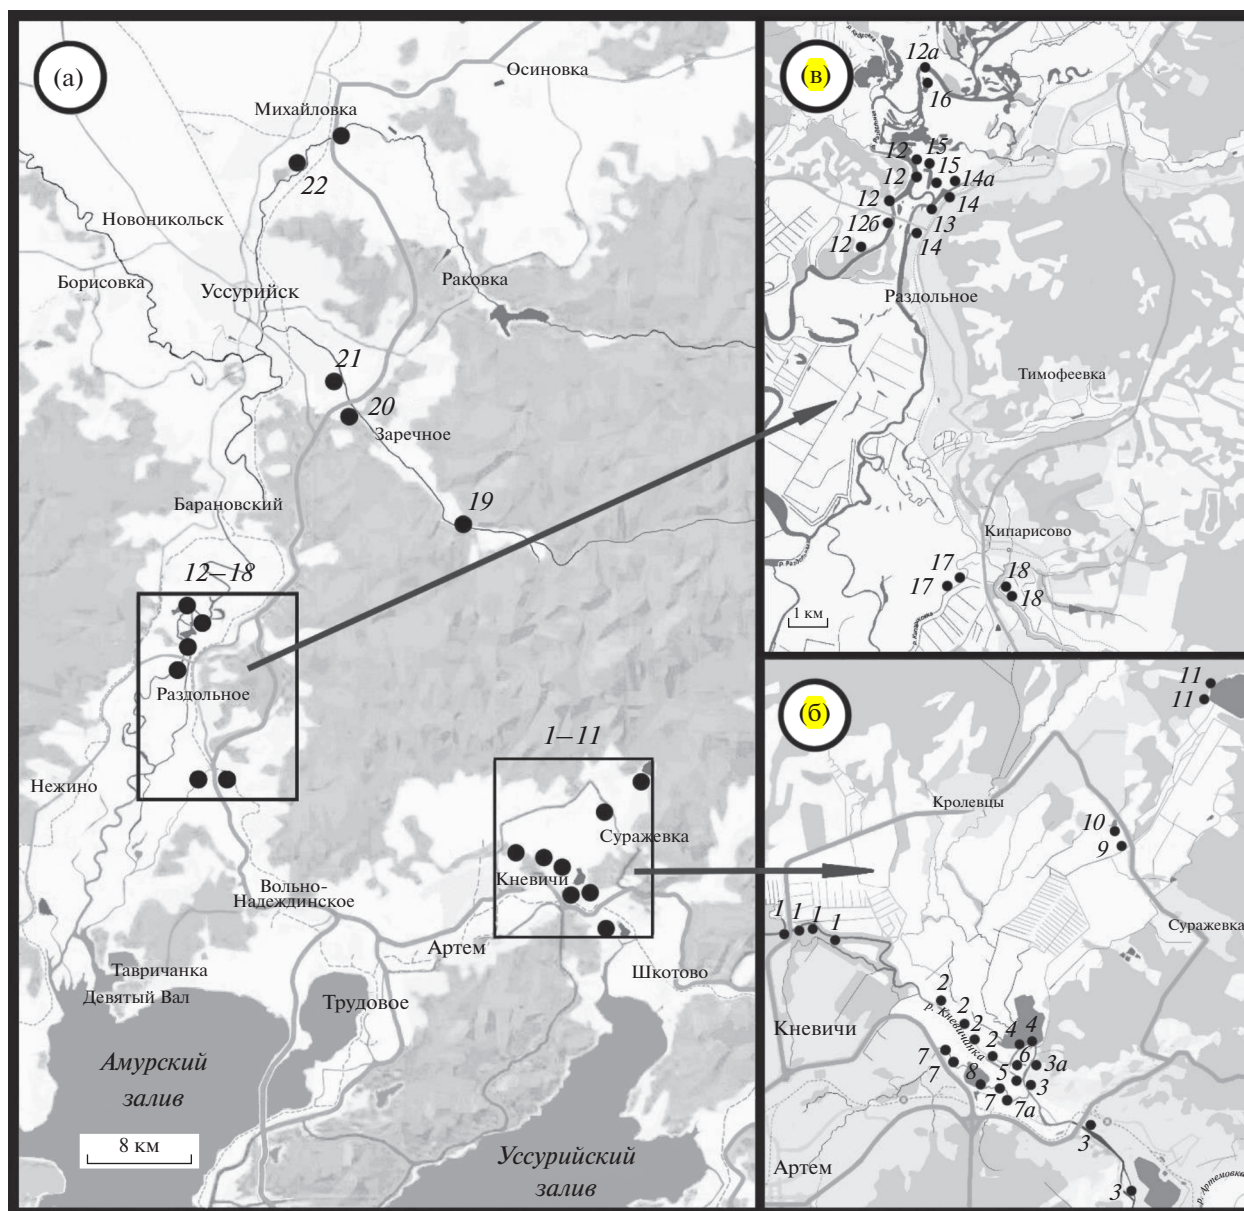 (а)
Осиновка
Михайловка
22
Новоникольск
Борисовка
Уссурийск
Раковка
21
20
Заречное
Барановский
19
12–18
Раздольное
1–11
Нежино
Суражевка
Кневичи
Вольно-
Надеждинское
Артем
Шкотово
Тавричанка
Девятый Вал
Трудовое
Амурский
залив
8 км
Уссурийский
залив
(в)
12а
16
12
15
12
15
14а
12
14
12б
13
12
14
Раздольное
Тимофеевка
Кипарисово
р. Раздольная
17
17
18
18
1 км
(б)
11
11
Кролевцы
10
9
1
1
1
1
Суражевка
2
2
р. Кневичанка
2
2
4
4
Кневичи
7
7
6
3а
8
5
3
7
7а
3
Артем
3
р. Артемовка